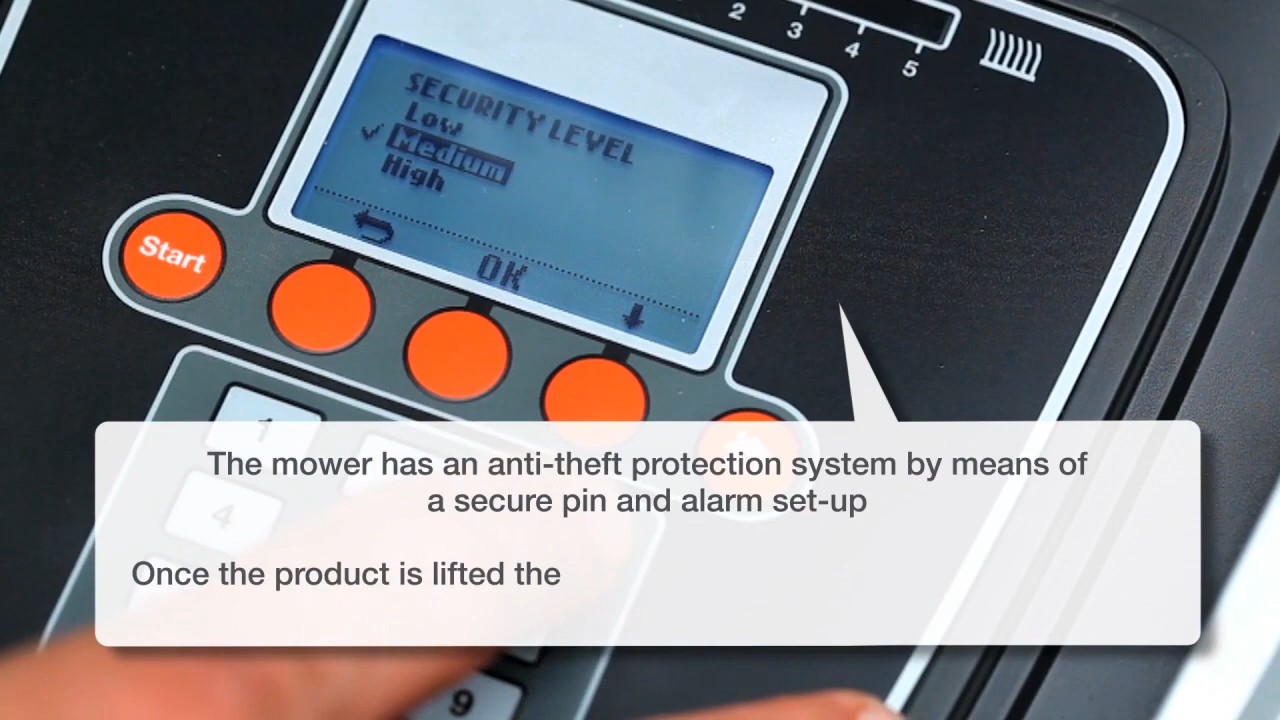 2 3 4 5
SECURITY LEVEL
Low
Medium
High
OK
Start
1
4
The mower has an anti-theft protection system by means of
a secure pin and alarm set-up
Once the product is lifted the
9